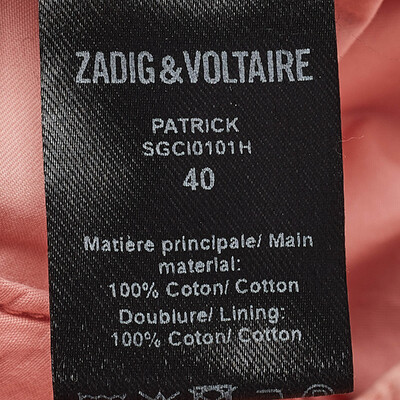 ZADIG&VOLTAIRE
PATRICK
SGCI0101H
40
Matière principale/ Main
material:
100% Coton/ Cotton
Doublure/ Lining:
100% Coton/ Cotton